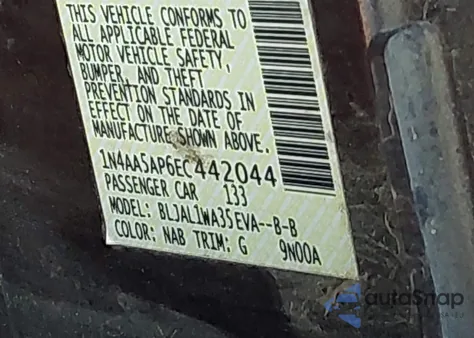 THIS VEHICLE CONFORMS TO
ALL APPLICABLE FEDERAL
MOTOR VEHICLE SAFETY,
BUMPER, AND THEFT
PREVENTION STANDARDS IN
EFFECT ON THE DATE OF
MANUFACTURE SHOWN ABOVE.
1N4AA5AP6EC442044
PASSENGER CAR 133
MODEL: BLJAL1WA35EVA--B-B
COLOR: NAB TRIM: G 9N00A
autoSnap